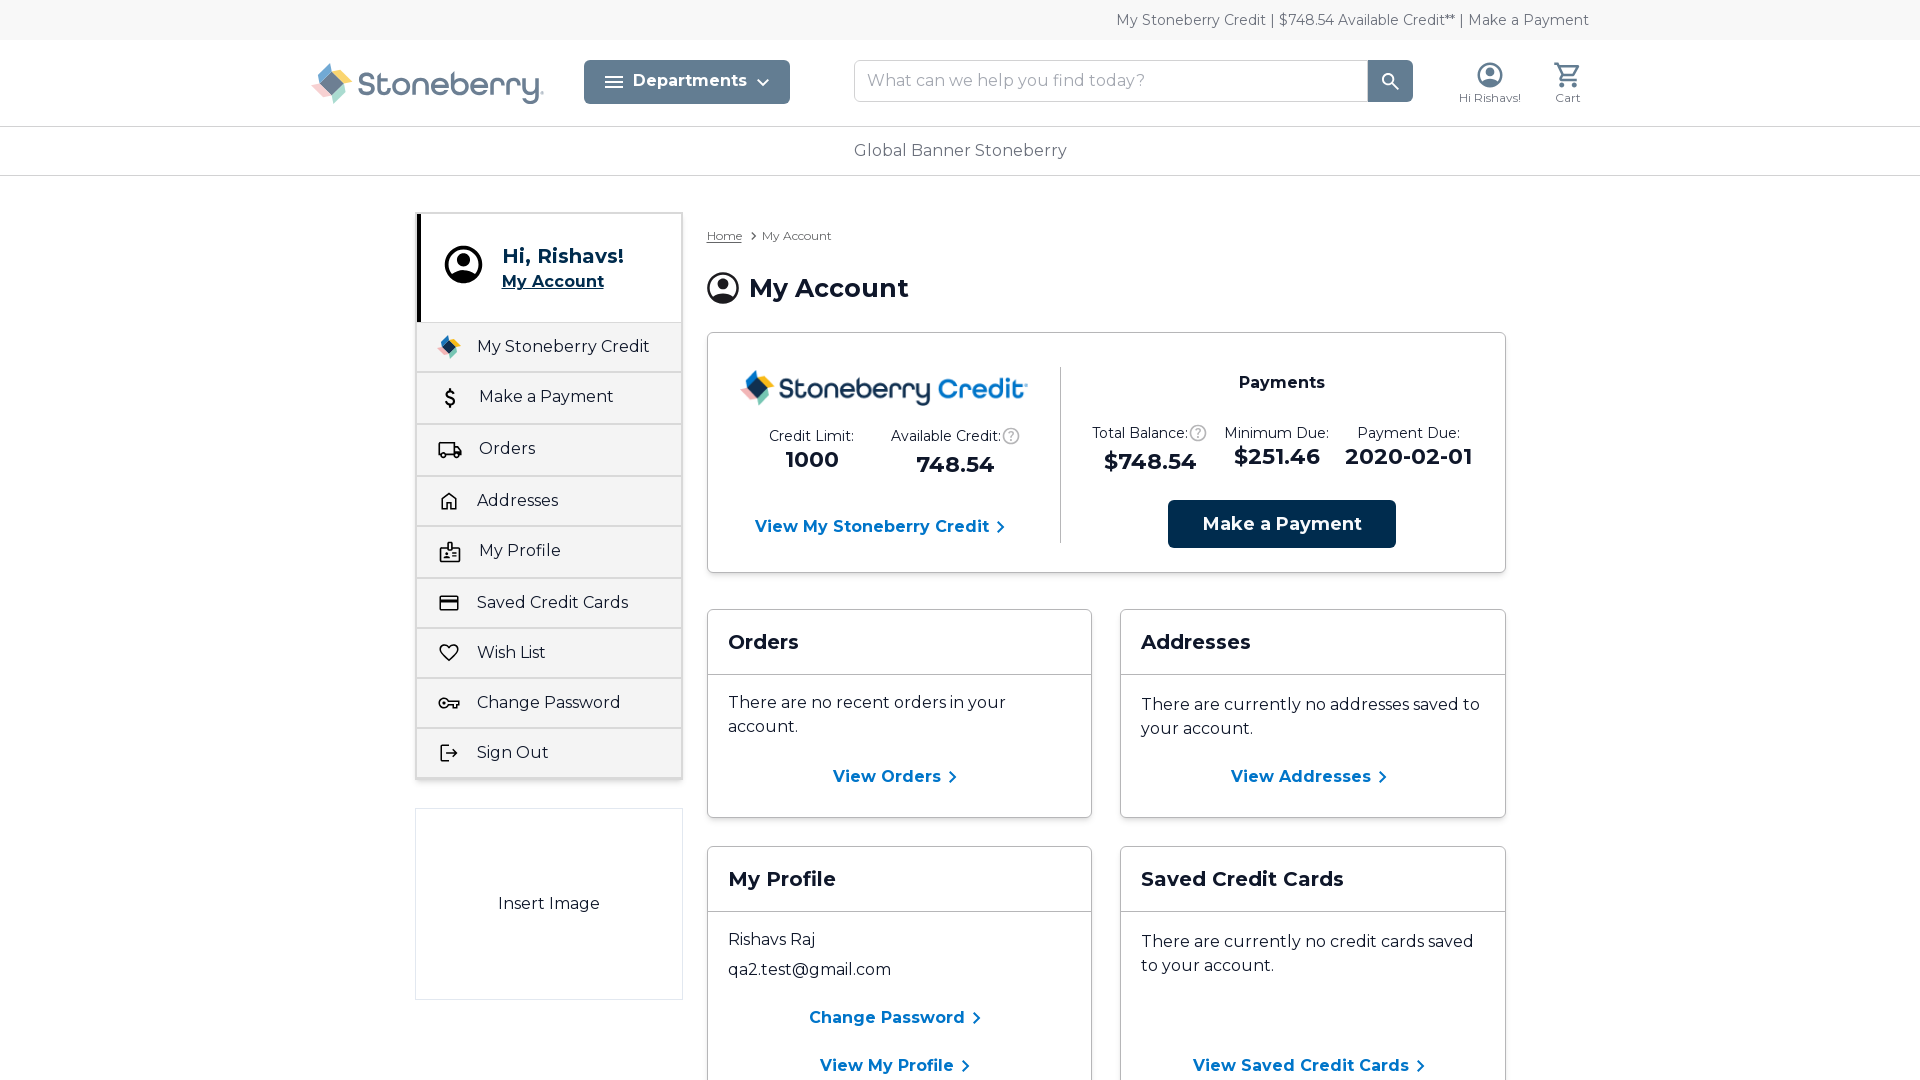 My Stoneberry Credit | $748.54 Available Credit** | Make a Payment
Stoneberry
Departments
What can we help you find today?
Hi Rishavs!
Cart
Global Banner Stoneberry
Hi, Rishavs!
My Account
My Stoneberry Credit
Make a Payment
Orders
Addresses
My Profile
Saved Credit Cards
Wish List
Change Password
Sign Out
Insert Image
Home > My Account
My Account
Stoneberry Credit
Credit Limit:
1000
Available Credit:
748.54
View My Stoneberry Credit
Payments
Total Balance:
$748.54
Minimum Due:
$251.46
Payment Due:
2020-02-01
Make a Payment
Orders
There are no recent orders in your
account.
View Orders
Addresses
There are currently no addresses saved to
your account.
View Addresses
My Profile
Rishavs Raj
qa2.test@gmail.com
Change Password
View My Profile
Saved Credit Cards
There are currently no credit cards saved
to your account.
View Saved Credit Cards